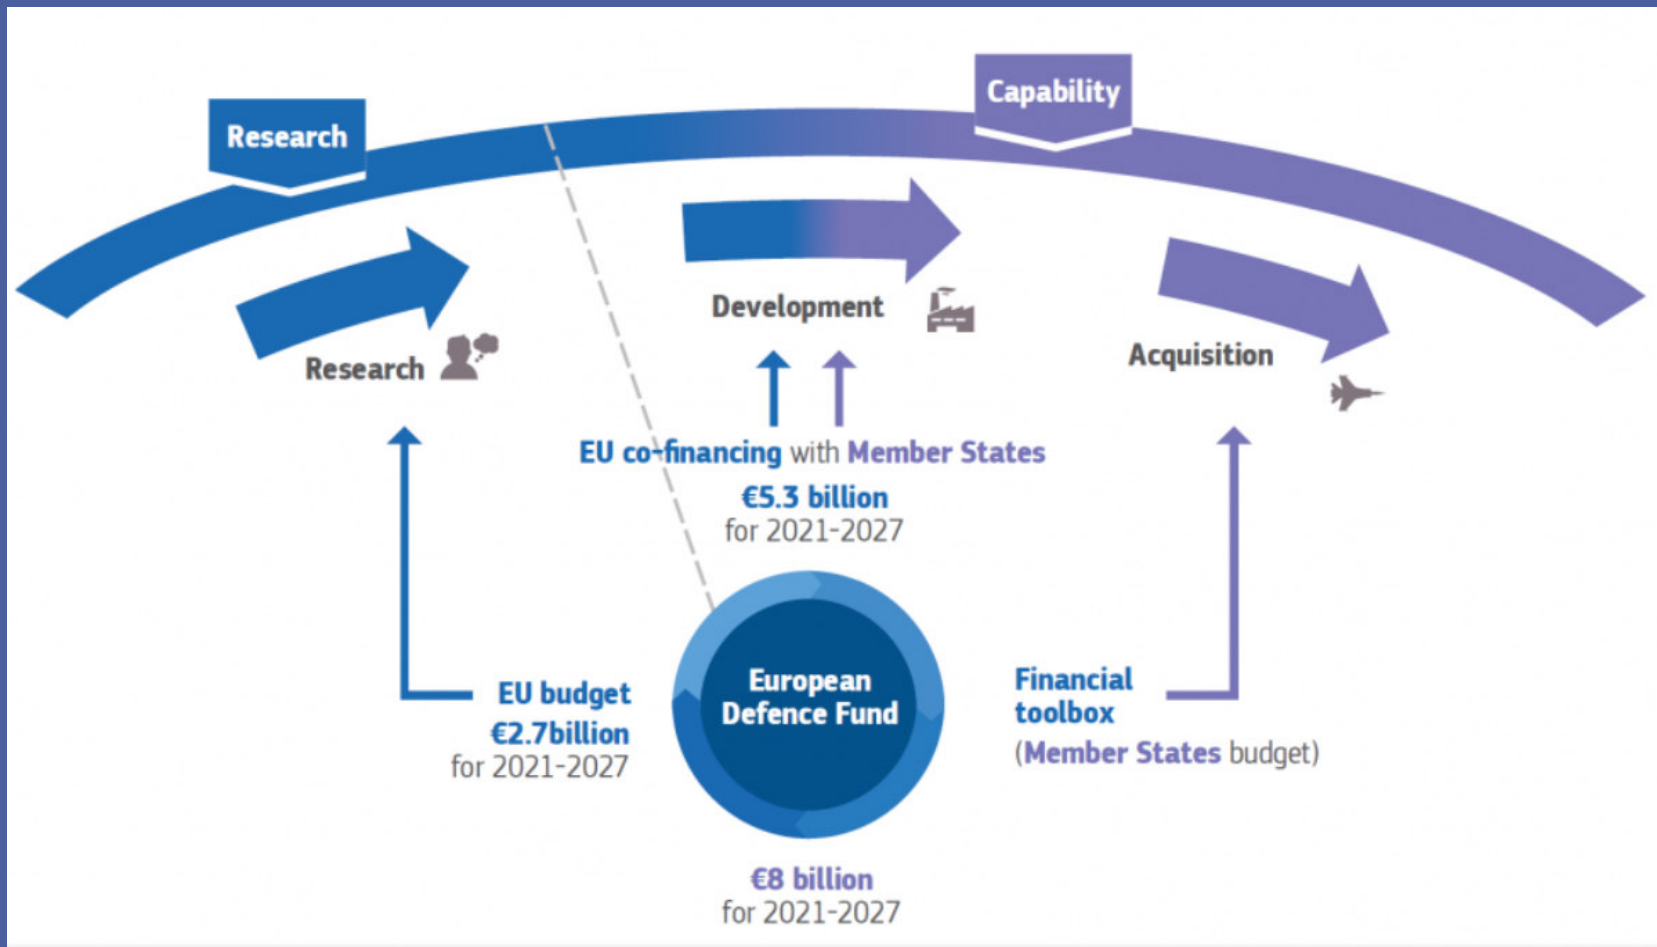 Research
Capability
Research
Development
Acquisition
EU co-financing with Member States
€5.3 billion
for 2021-2027
EU budget
€2.7billion
for 2021-2027
European
Defence Fund
Financial
toolbox
(Member States budget)
€8 billion
for 2021-2027